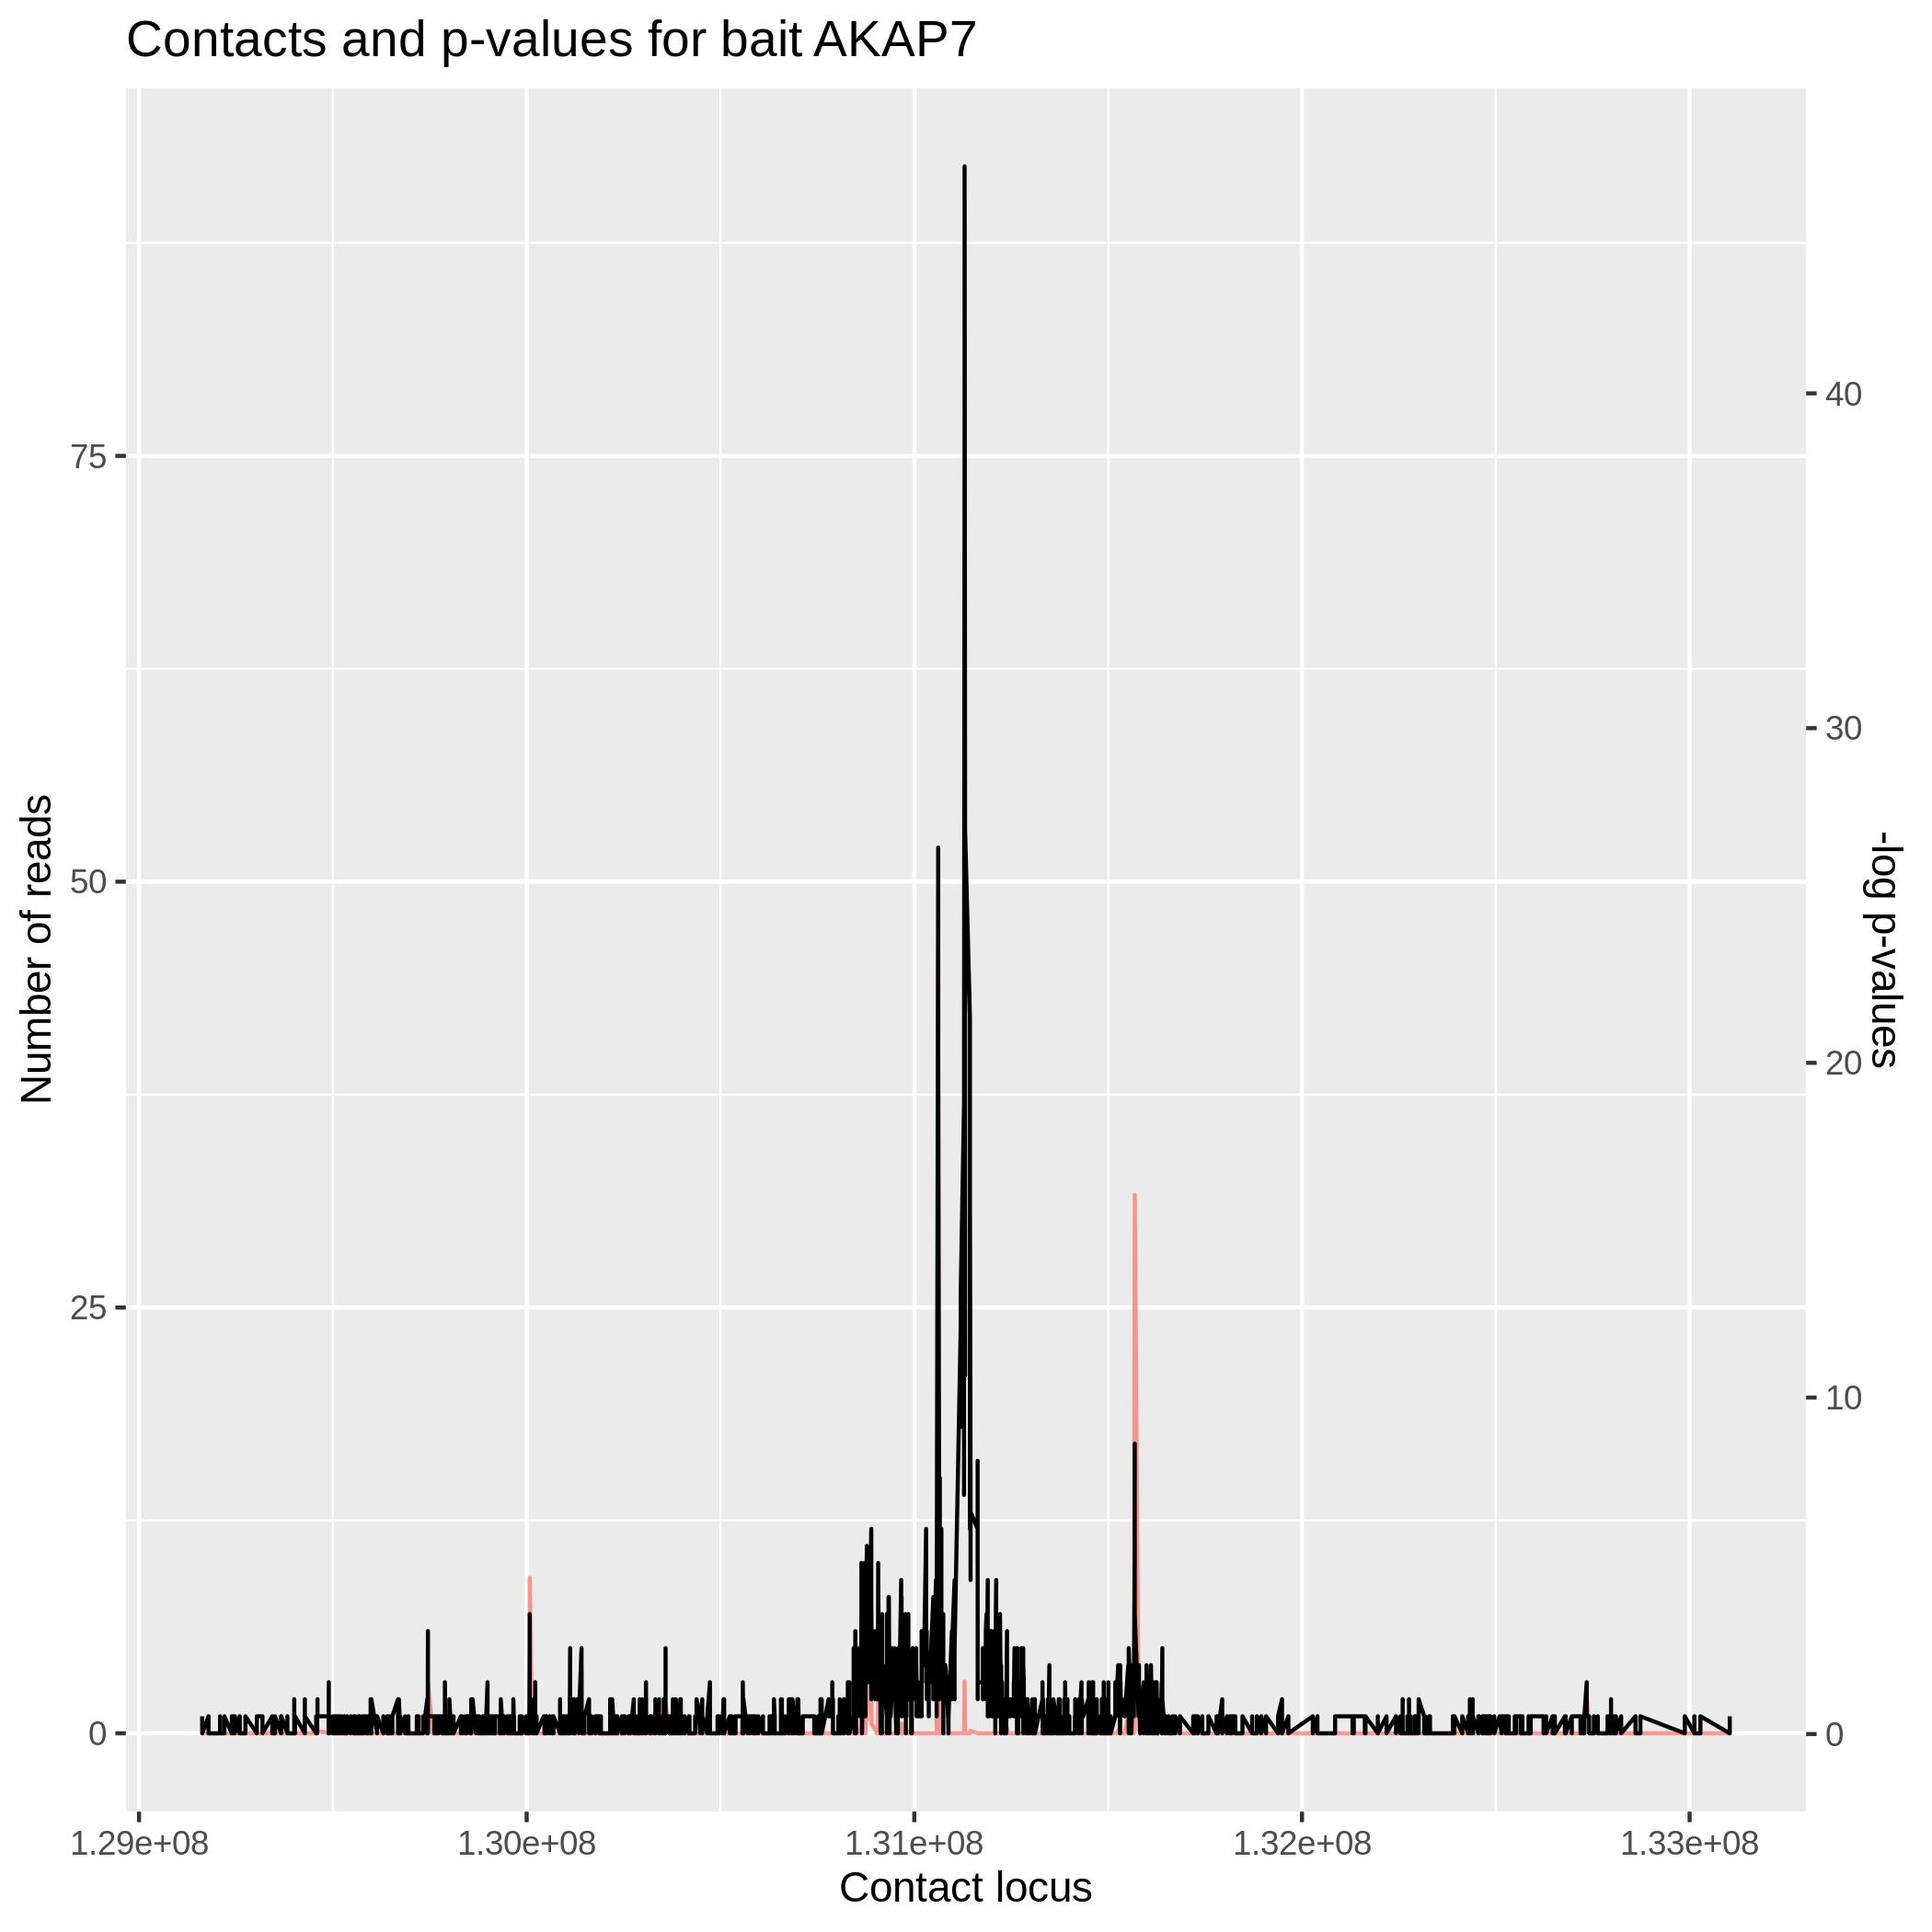 Contacts and p-values for bait AKAP7
Number of reads
75
50
25
0
40
30
20
10
0
-log p-values
1.29e+08
1.30e+08
1.31e+08
1.32e+08
1.33e+08
Contact locus